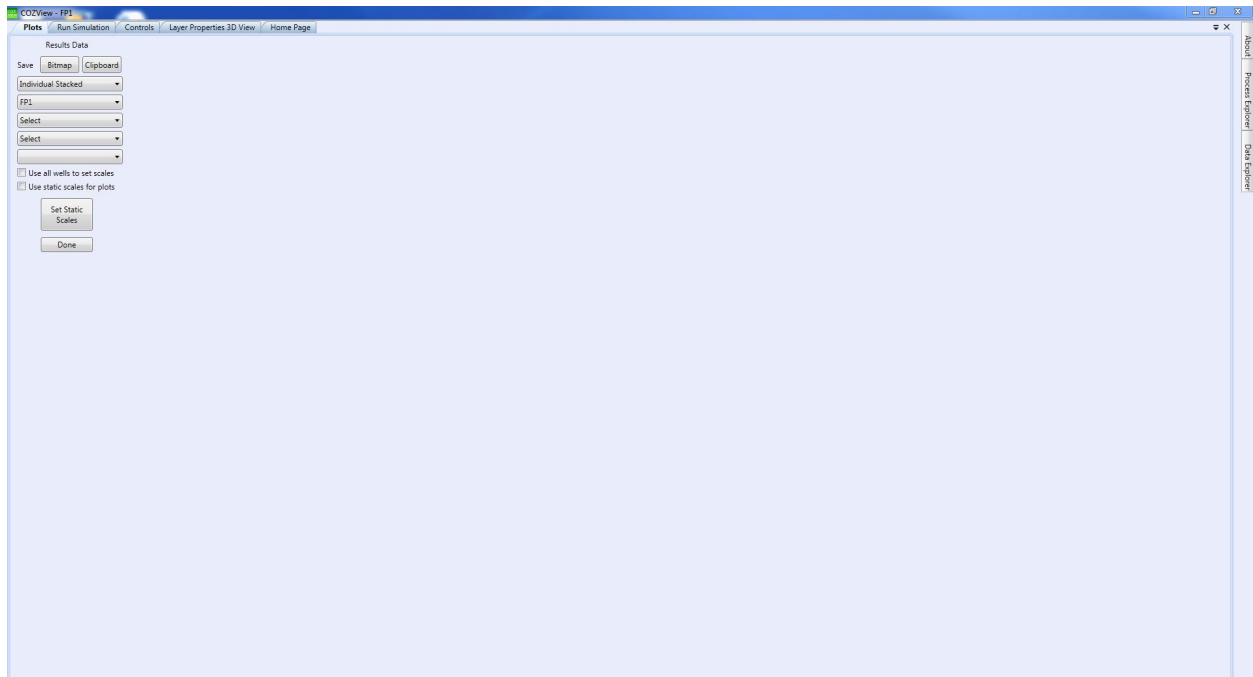 COZView - FP1
Plots Run Simulation Controls Layer Properties 3D View Home Page
Results Data
Save Bitmap Clipboard
Individual Stacked
FP1
Select
Select
Use all wells to set scales
Use static scales for plots
Set Static
Scales
Done
About
Process Explorer
Data Explorer